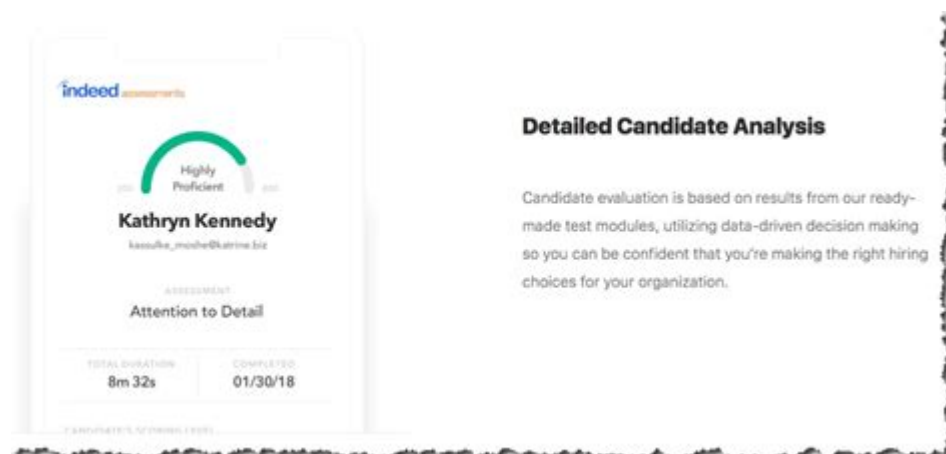 indeed assessments
Highly
Proficient
Kathryn Kennedy
kassulke_moshe@katrine.biz
ASSESSMENT
Attention to Detail
TOTAL DURATION
COMPLETED
8m 32s
01/30/18
CANDIDATE'S SCORING LEVEL
Detailed Candidate Analysis
Candidate evaluation is based on results from our ready-
made test modules, utilizing data-driven decision making
so you can be confident that you're making the right hiring
choices for your organization.